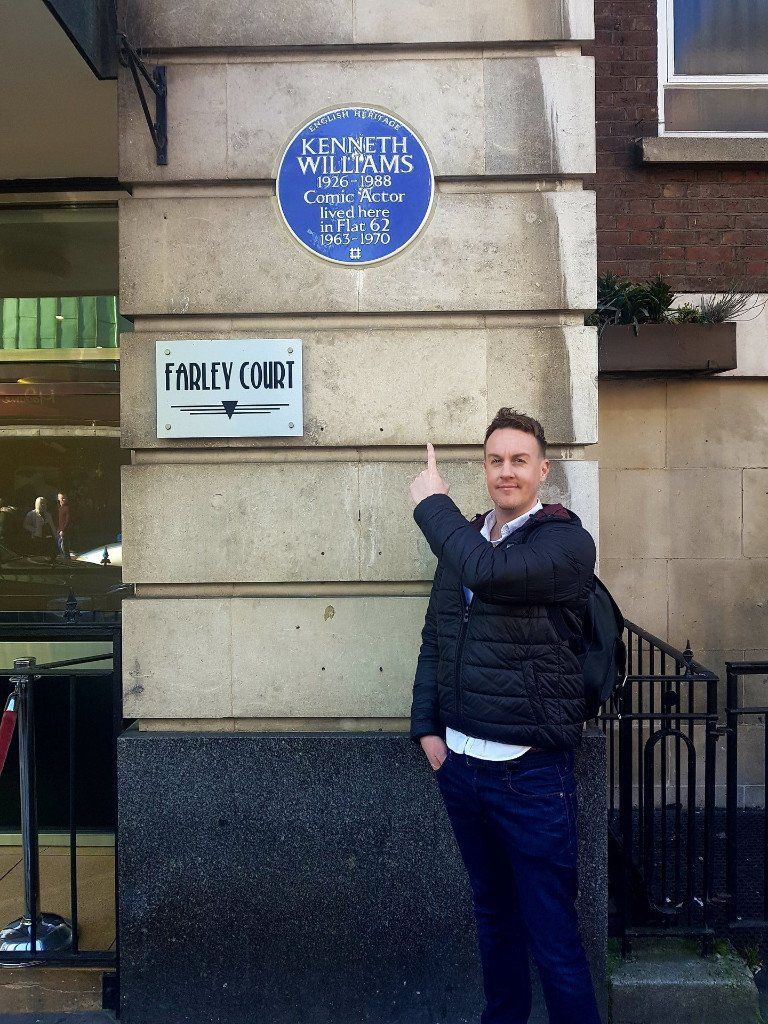 ENGLISH HERITAGE
KENNETH
WILLIAMS
1926-1988
Comic Actor
lived here
in Flat 62
1963-1970
FARLEY COURT